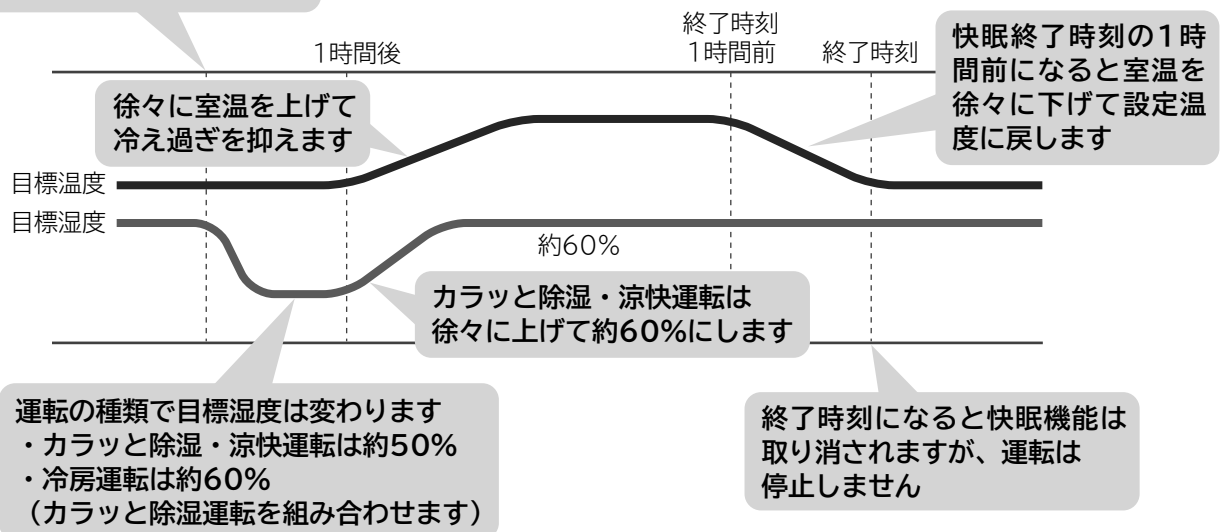 1時間後
終了時刻
1時間前
終了時刻
快眠終了時刻の1時
間前になると室温を
徐々に下げて設定温
度に戻します
徐々に室温を上げて
冷え過ぎを抑えます
目標温度
目標湿度
約60%
カラッと除湿・涼快運転は
徐々に上げて約60%にします
運転の種類で目標湿度は変わります
・カラッと除湿・涼快運転は約50%
・冷房運転は約60%
(カラッと除湿運転を組み合わせます)
終了時刻になると快眠機能は
取り消されますが、運転は
停止しません